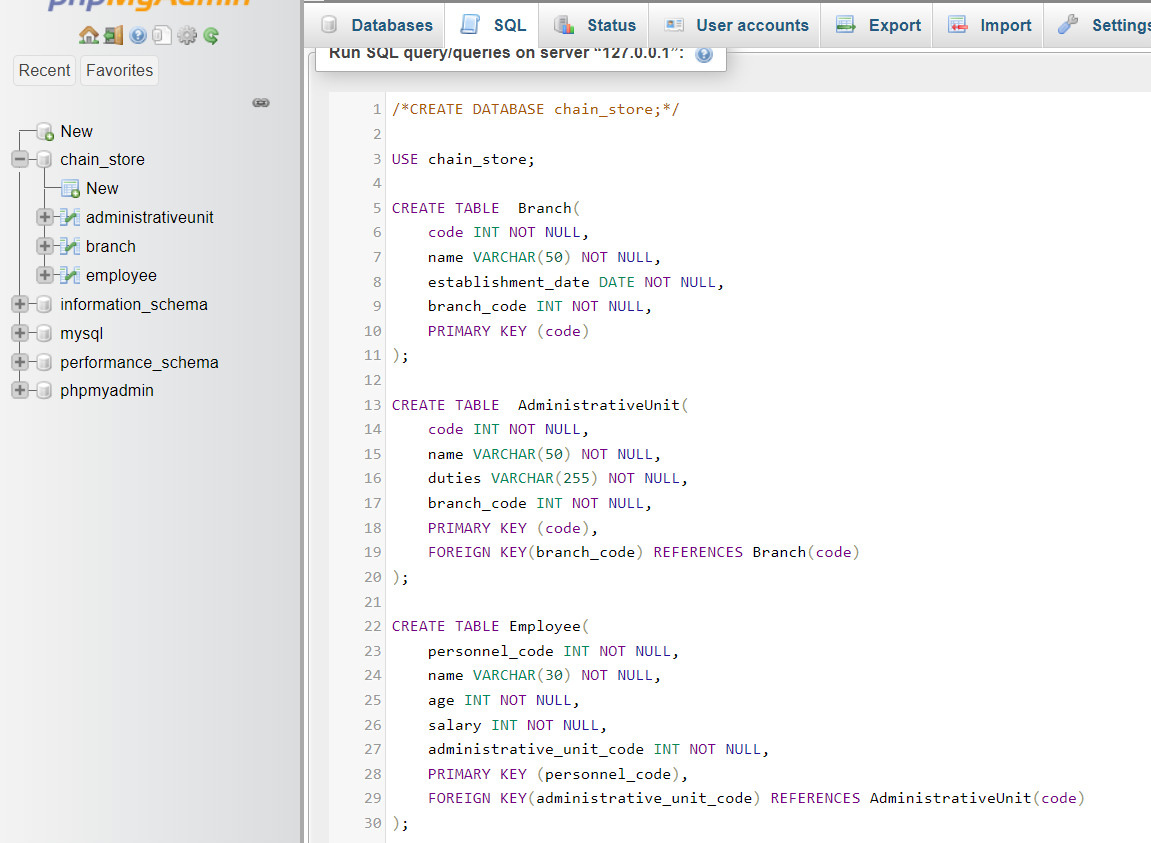 phpMyAdmin
Recent Favorites
New
chain_store
New
administrativeunit
branch
employee
information_schema
mysql
performance_schema
phpmyadmin
Databases SQL Status User accounts Export Import Settings
Run SQL query/queries on server “127.0.0.1”:
1 /*CREATE DATABASE chain_store;*/
2
3 USE chain_store;
4
5 CREATE TABLE  Branch(
6     code INT NOT NULL,
7     name VARCHAR(50) NOT NULL,
8     establishment_date DATE NOT NULL,
9     branch_code INT NOT NULL,
10     PRIMARY KEY (code)
11 );
12
13 CREATE TABLE  AdministrativeUnit(
14     code INT NOT NULL,
15     name VARCHAR(50) NOT NULL,
16     duties VARCHAR(255) NOT NULL,
17     branch_code INT NOT NULL,
18     PRIMARY KEY (code),
19     FOREIGN KEY(branch_code) REFERENCES Branch(code)
20 );
21
22 CREATE TABLE Employee(
23     personnel_code INT NOT NULL,
24     name VARCHAR(30) NOT NULL,
25     age INT NOT NULL,
26     salary INT NOT NULL,
27     administrative_unit_code INT NOT NULL,
28     PRIMARY KEY (personnel_code),
29     FOREIGN KEY(administrative_unit_code) REFERENCES AdministrativeUnit(code)
30 );